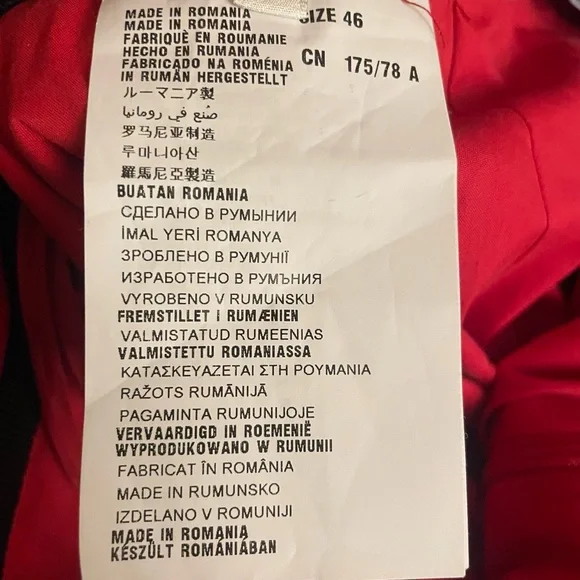 MADE IN ROMANIA
SIZE 46
MADE IN ROMANIA
FABRIQUÈ EN ROUMANIE
HECHO EN RUMANIA
CN 175/78 A
FABRICADO NA ROMÉNIA
IN RUMÄN HERGESTELLT
ルーマニア製
صنع في رومانيا
罗马尼亚制造
루마니아산
羅馬尼亞製造
BUATAN ROMANIA
СДЕЛАНО В РУМЫНИИ
İMAL YERİ ROMANYA
ЗРОБЛЕНО В РУМУНІЇ
ИЗРАБОТЕНО В РУМЪНИЯ
VYROBENO V RUMUNSKU
FREMSTILLET I RUMÆNIEN
VALMISTATUD RUMEENIAS
VALMISTETTU ROMANIASSA
ΚΑΤΑΣΚΕΥΑΖΕΤΑΙ ΣΤΗ ΡΟΥΜΑΝΙΑ
RAŽOTS RUMĀNIJĀ
PAGAMINTA RUMUNIJOJE
VERVAARDIGD IN ROEMENIË
WYPRODUKOWANO W RUMUNII
FABRICAT ÎN ROMÂNIA
MADE IN RUMUNSKO
IZDELANO V ROMUNIJI
MADE IN ROMANIA
KÉSZÜLT ROMÁNIÁBAN